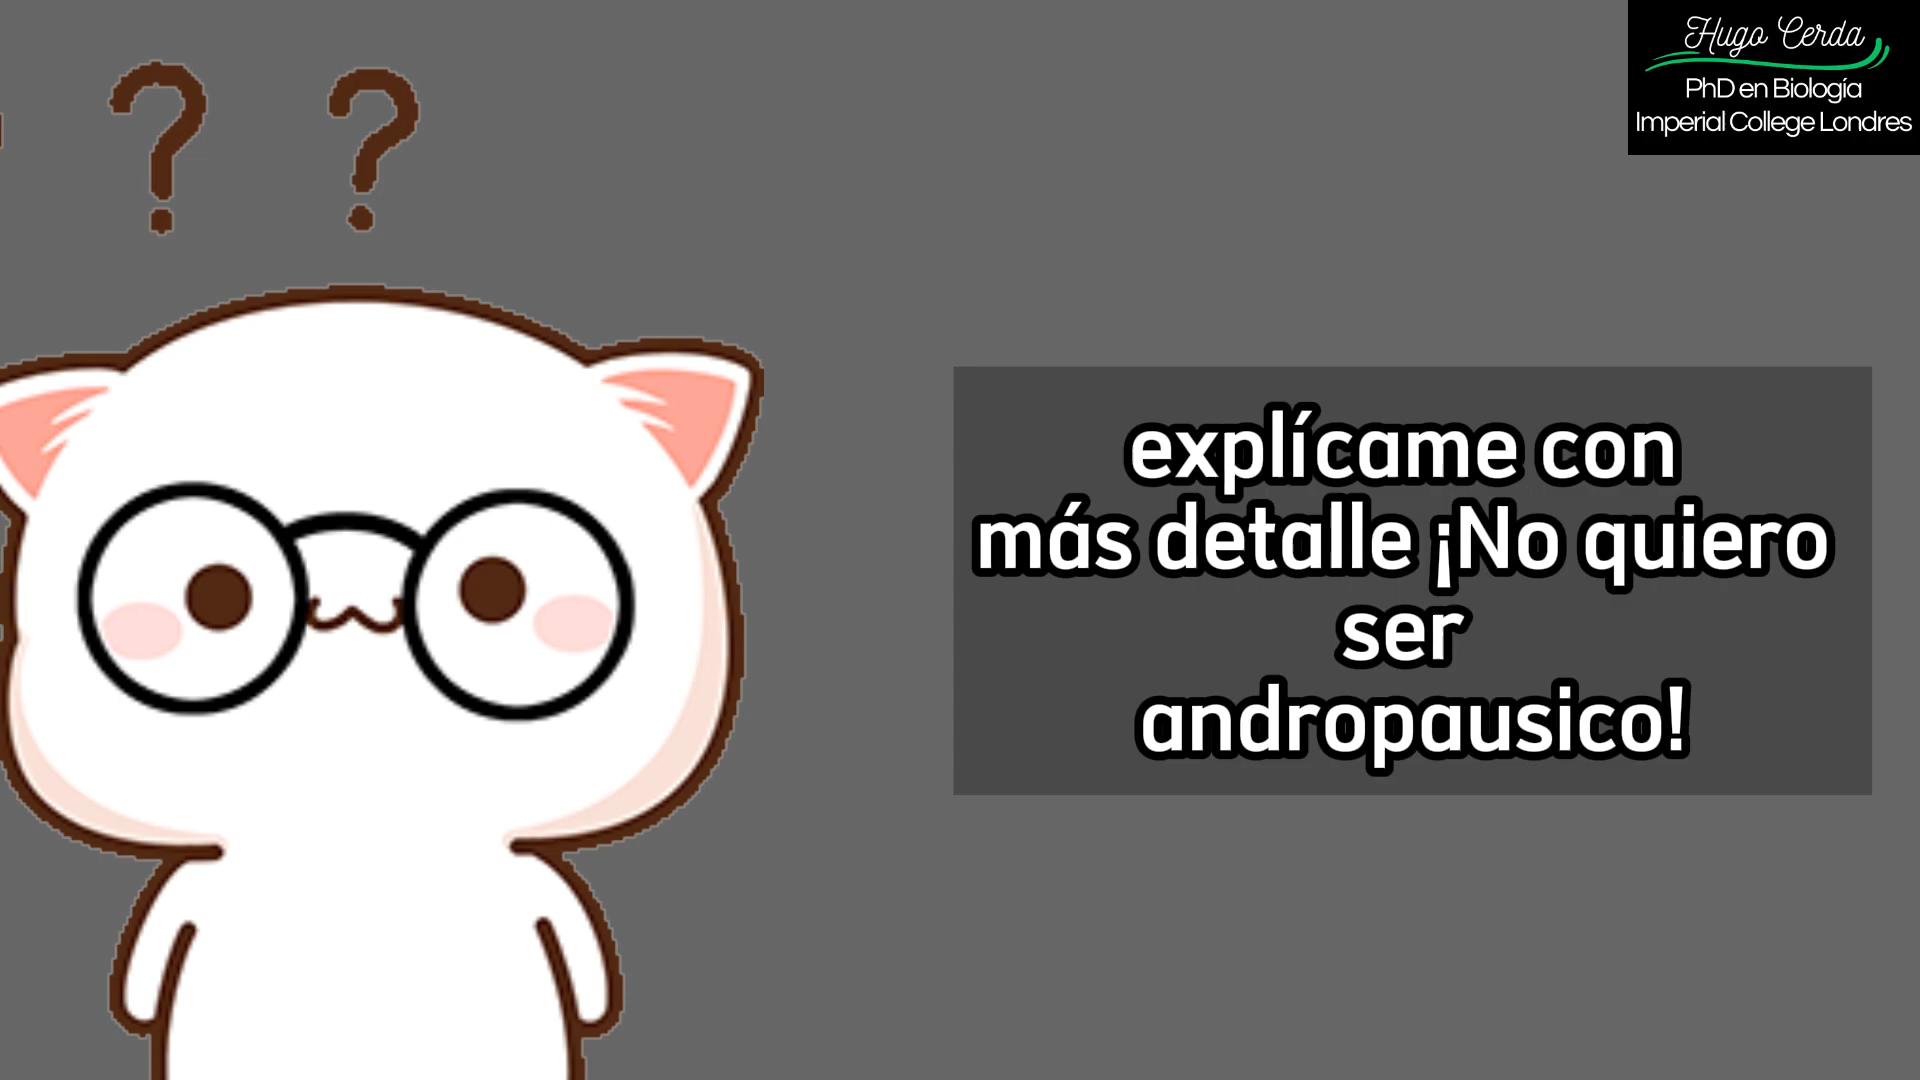 ? ?
Hugo Cerda
PhD en Biología
Imperial College Londres
explícame con
más detalle ¡No quiero
ser
andropausico!